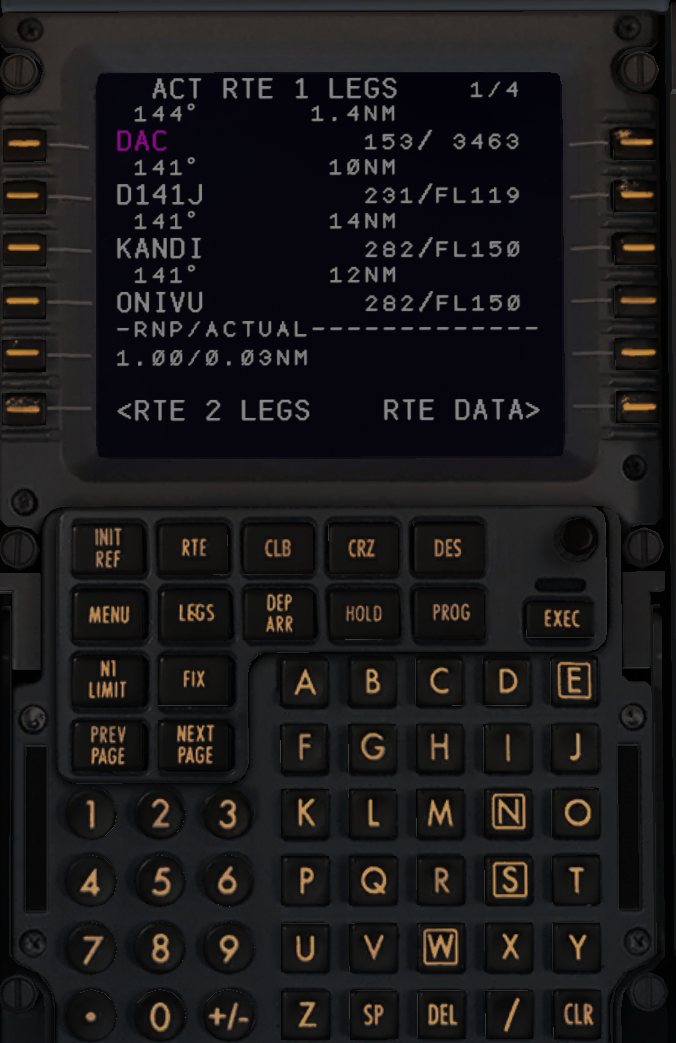 ACT RTE 1 LEGS 1/4
144° 1.4NM
DAC 153/ 3463
141° 10NM
D141J 231/FL119
141° 14NM
KANDI 282/FL150
141° 12NM
ONIVU 282/FL150
-RNP/ACTUAL-------------
1.00/0.03NM
<RTE 2 LEGS RTE DATA>
INIT REF RTE CLB CRZ DES
MENU LEGS DEP ARR HOLD PROG EXEC
N1 LIMIT FIX A B C D E
PREV PAGE NEXT PAGE F G H I J
1 2 3 K L M N O
4 5 6 P Q R S T
7 8 9 U V W X Y
. 0 +/- Z SP DEL / CLR